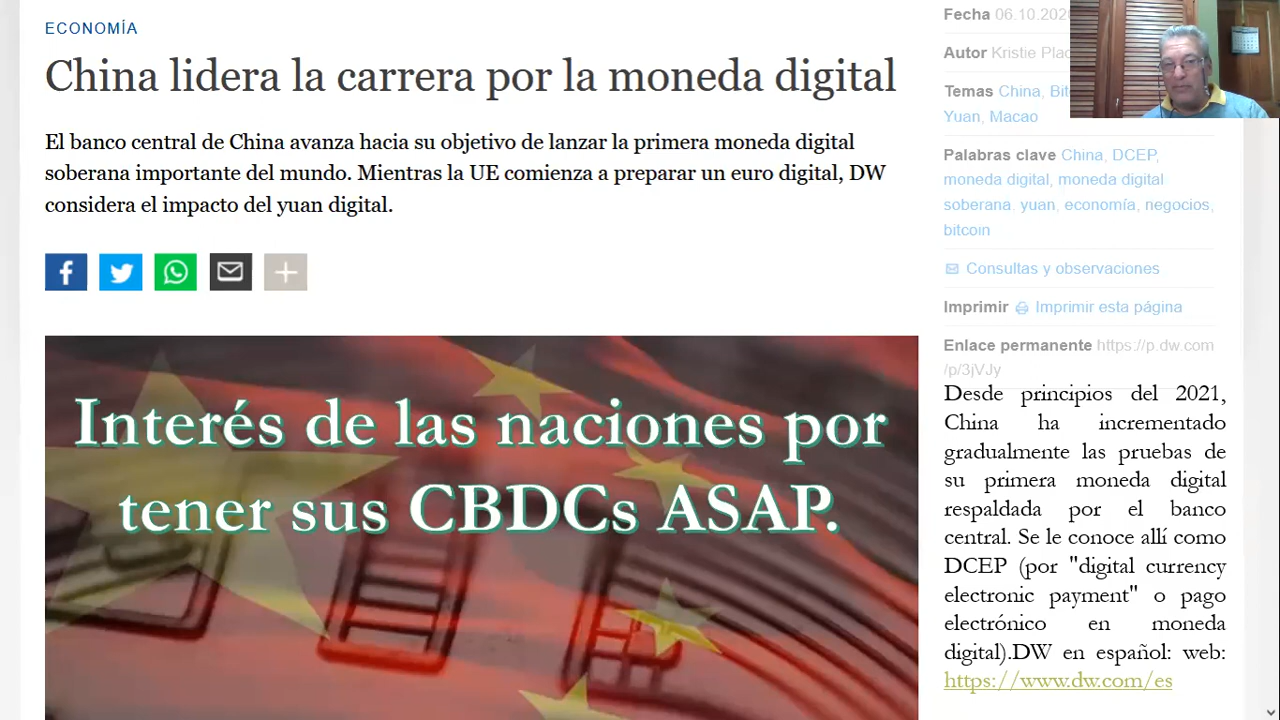 ECONOMÍA
China lidera la carrera por la moneda digital
El banco central de China avanza hacia su objetivo de lanzar la primera moneda digital
soberana importante del mundo. Mientras la UE comienza a preparar un euro digital, DW
considera el impacto del yuan digital.
Interés de las naciones por
tener sus CBDCs ASAP.
Fecha 06.10.202
Autor Kristie
Temas China,
Yuan, Macao
Palabras clave China, DCEP,
moneda digital, moneda digital
soberana. yuan, economía, negocios,
bitcoin
Consultas y observaciones
Imprimir Imprimir esta página
Enlace permanente https://p.dw.com
/p/3jVJy
Desde principios del 2021,
China ha incrementado
gradualmente las pruebas de
su primera moneda digital
respaldada por el banco
central. Se le conoce allí como
DCEP (por "digital currency
electronic payment" o pago
electrónico en moneda
digital).DW en español: web:
https://www.dw.com/es